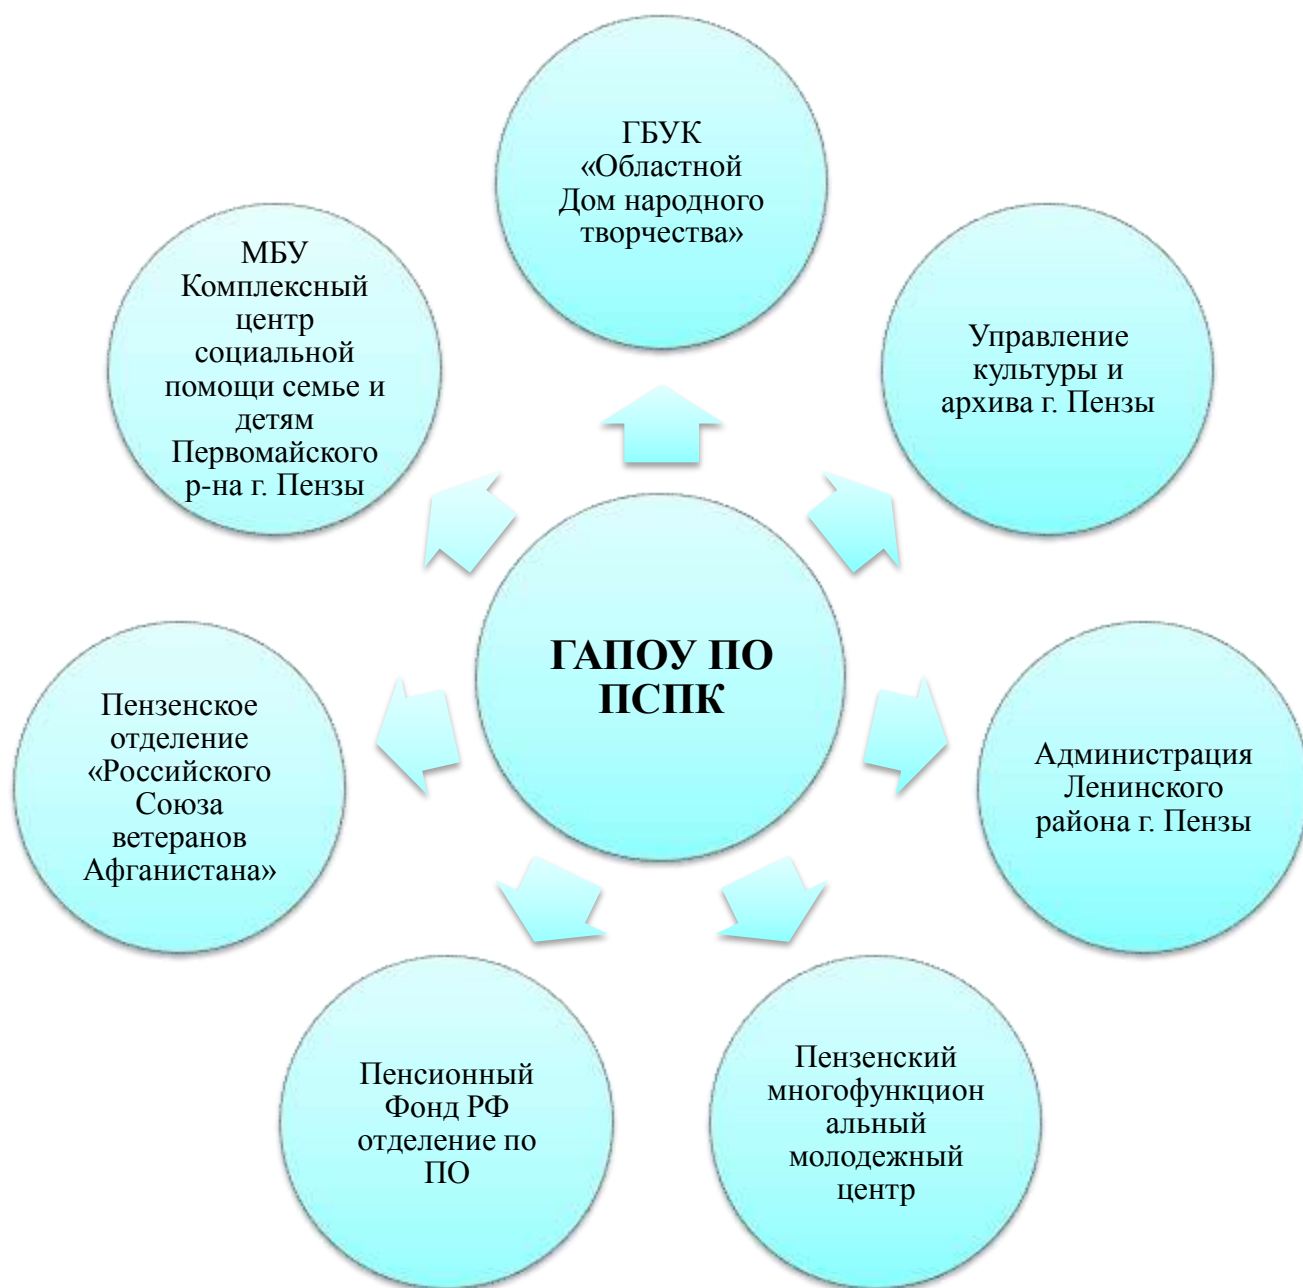 ГБУК
«Областной
Дом народного
творчества»
Управление
культуры и
архива г. Пензы
Администрация
Ленинского
района г. Пензы
Пензенский
многофункцион
альный
молодежный
центр
Пенсионный
Фонд РФ
отделение по
ПО
Пензенское
отделение
«Российского
Союза
ветеранов
Афганистана»
МБУ
Комплексный
центр
социальной
помощи семье и
детям
Первомайского
р-на г. Пензы
ГАПОУ ПО
ПСПК